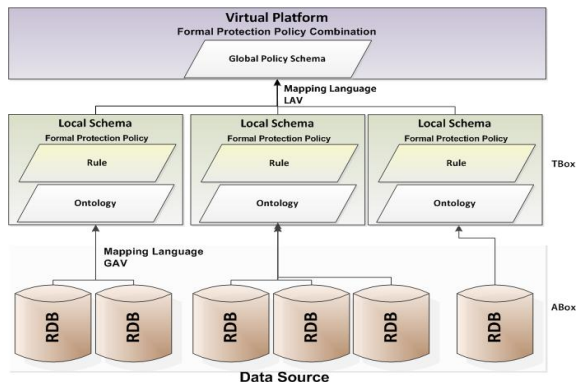 Virtual Platform
Formal Protection Policy Combination
Global Policy Schema
Mapping Language
LAV
Local Schema
Formal Protection Policy
Rule
Ontology
Local Schema
Formal Protection Policy
Rule
Ontology
Local Schema
Formal Protection Policy
Rule
Ontology
TBox
Mapping Language
GAV
RDB
RDB
RDB
RDB
RDB
RDB
ABox
Data Source